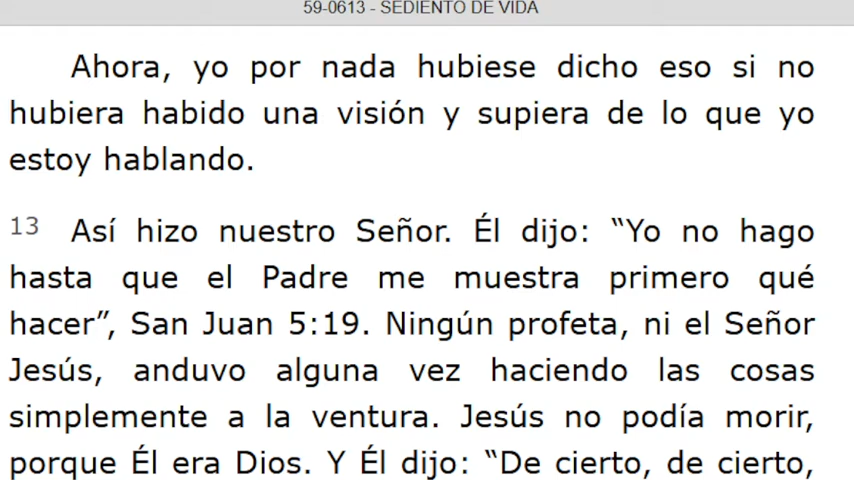 59-0613 - SEDIENTO DE VIDA
Ahora, yo por nada hubiese dicho eso si no
hubiera habido una visión y supiera de lo que yo
estoy hablando.
13 Así hizo nuestro Señor. Él dijo: “Yo no hago
hasta que el Padre me muestra primero qué
hacer”, San Juan 5:19. Ningún profeta, ni el Señor
Jesús, anduvo alguna vez haciendo las cosas
simplemente a la ventura. Jesús no podía morir,
porque Él era Dios. Y Él dijo: “De cierto, de cierto,